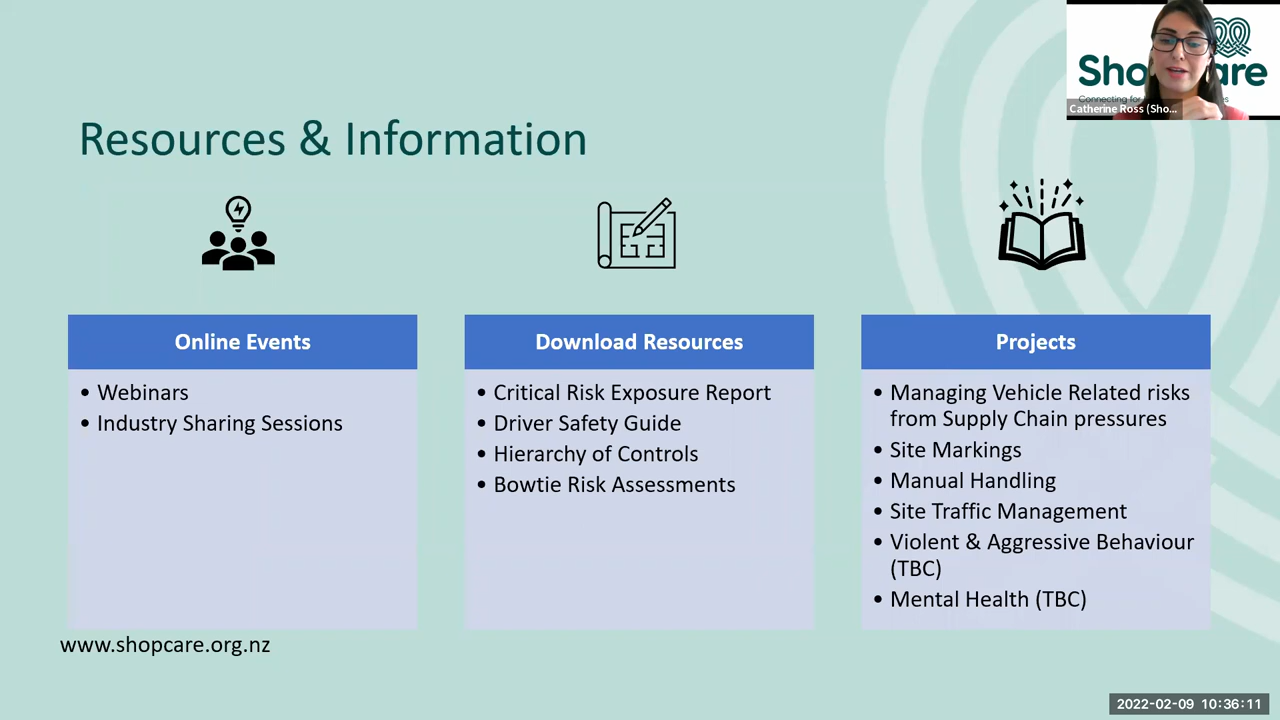 Resources & Information
Online Events
• Webinars
• Industry Sharing Sessions
Download Resources
• Critical Risk Exposure Report
• Driver Safety Guide
• Hierarchy of Controls
• Bowtie Risk Assessments
Projects
• Managing Vehicle Related risks
from Supply Chain pressures
• Site Markings
• Manual Handling
• Site Traffic Management
• Violent & Aggressive Behaviour
(TBC)
• Mental Health (TBC)
www.shopcare.org.nz
Connecting for
Catherine Ross (Sho...
2022-02-09 10:36:11